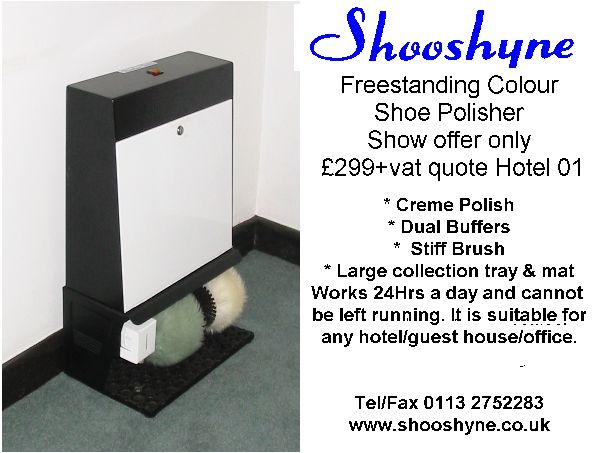 Shooshyne
Freestanding Colour
Shoe Polisher
Show offer only
£299+vat quote Hotel 01
* Creme Polish
* Dual Buffers
* Stiff Brush
* Large collection tray & mat
Works 24Hrs a day and cannot
be left running. It is suitable for
any hotel/guest house/office.
Tel/Fax 0113 2752283
www.shooshyne.co.uk